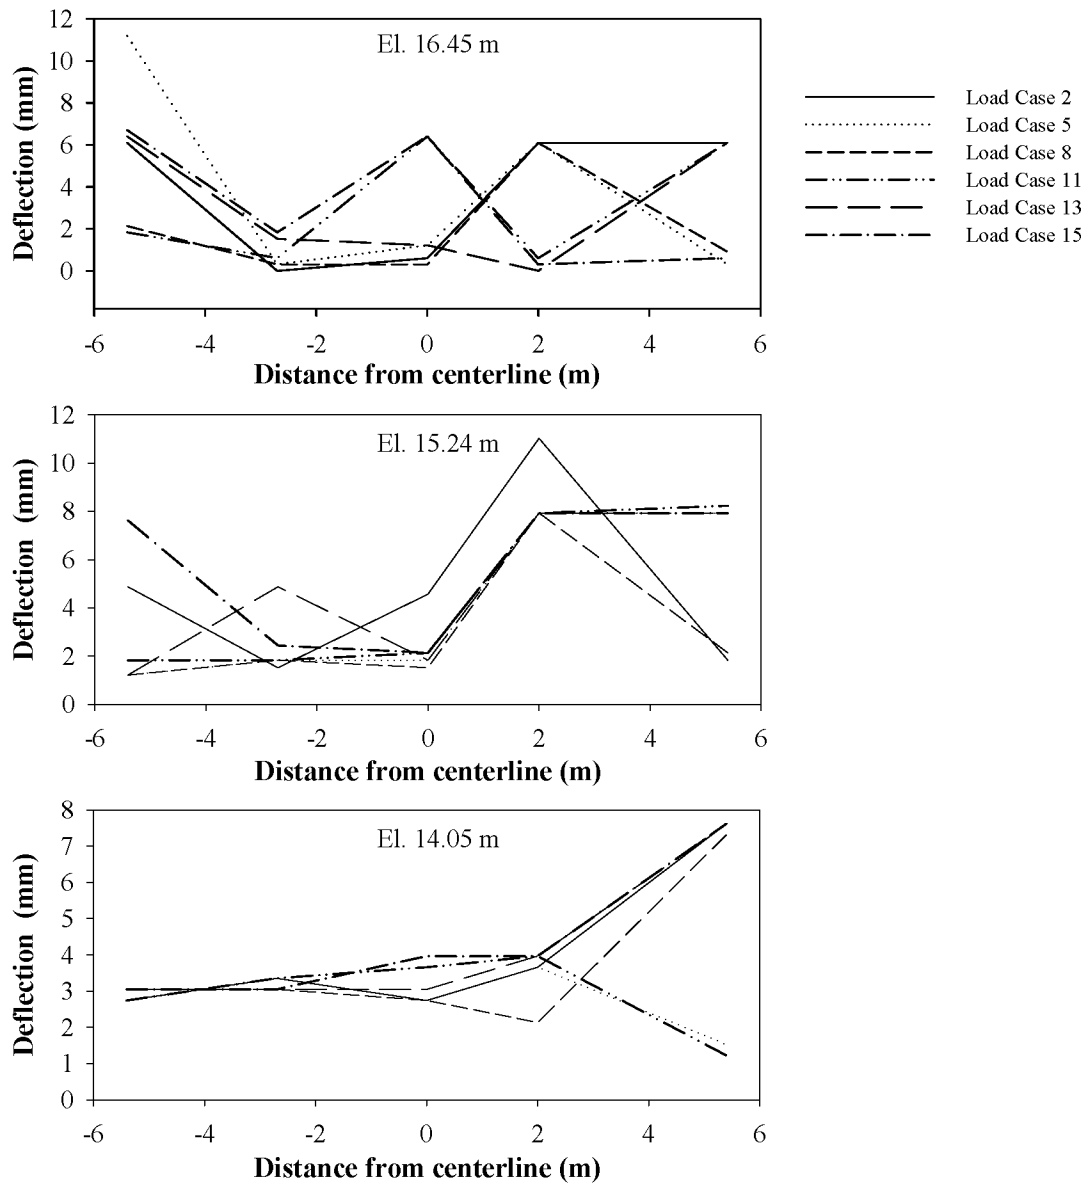 12
10
8
6
4
2
0
Deflection (mm)
El. 16.45 m
-6 -4 -2 0 2 4 6
Distance from centerline (m)
Load Case 2
Load Case 5
Load Case 8
Load Case 11
Load Case 13
Load Case 15
12
10
8
6
4
2
0
Deflection (mm)
El. 15.24 m
-6 -4 -2 0 2 4 6
Distance from centerline (m)
8
7
6
5
4
3
2
1
0
Deflection (mm)
El. 14.05 m
-6 -4 -2 0 2 4 6
Distance from centerline (m)